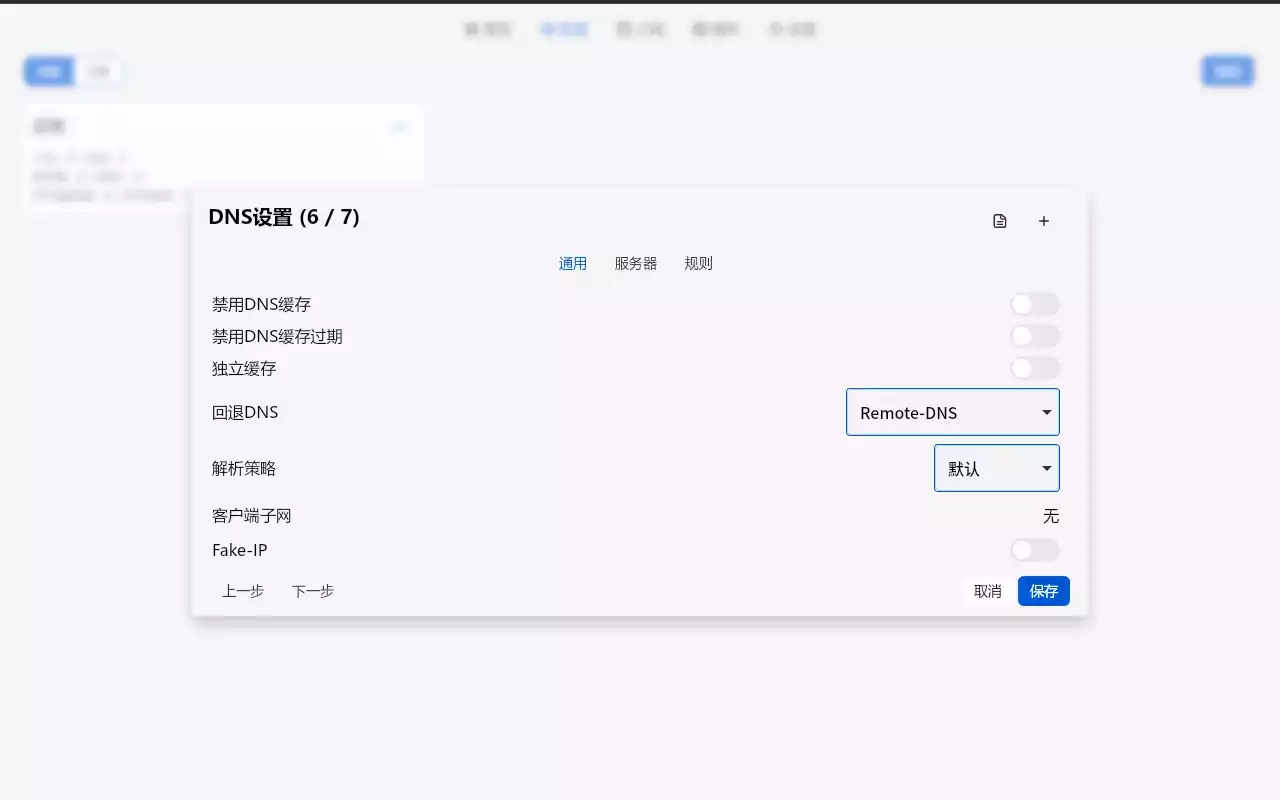 DNS设置 (6 / 7)
通用 服务器 规则
禁用DNS缓存
禁用DNS缓存过期
独立缓存
回退DNS Remote-DNS
解析策略 默认
客户端子网 无
Fake-IP
上一步 下一步 取消 保存